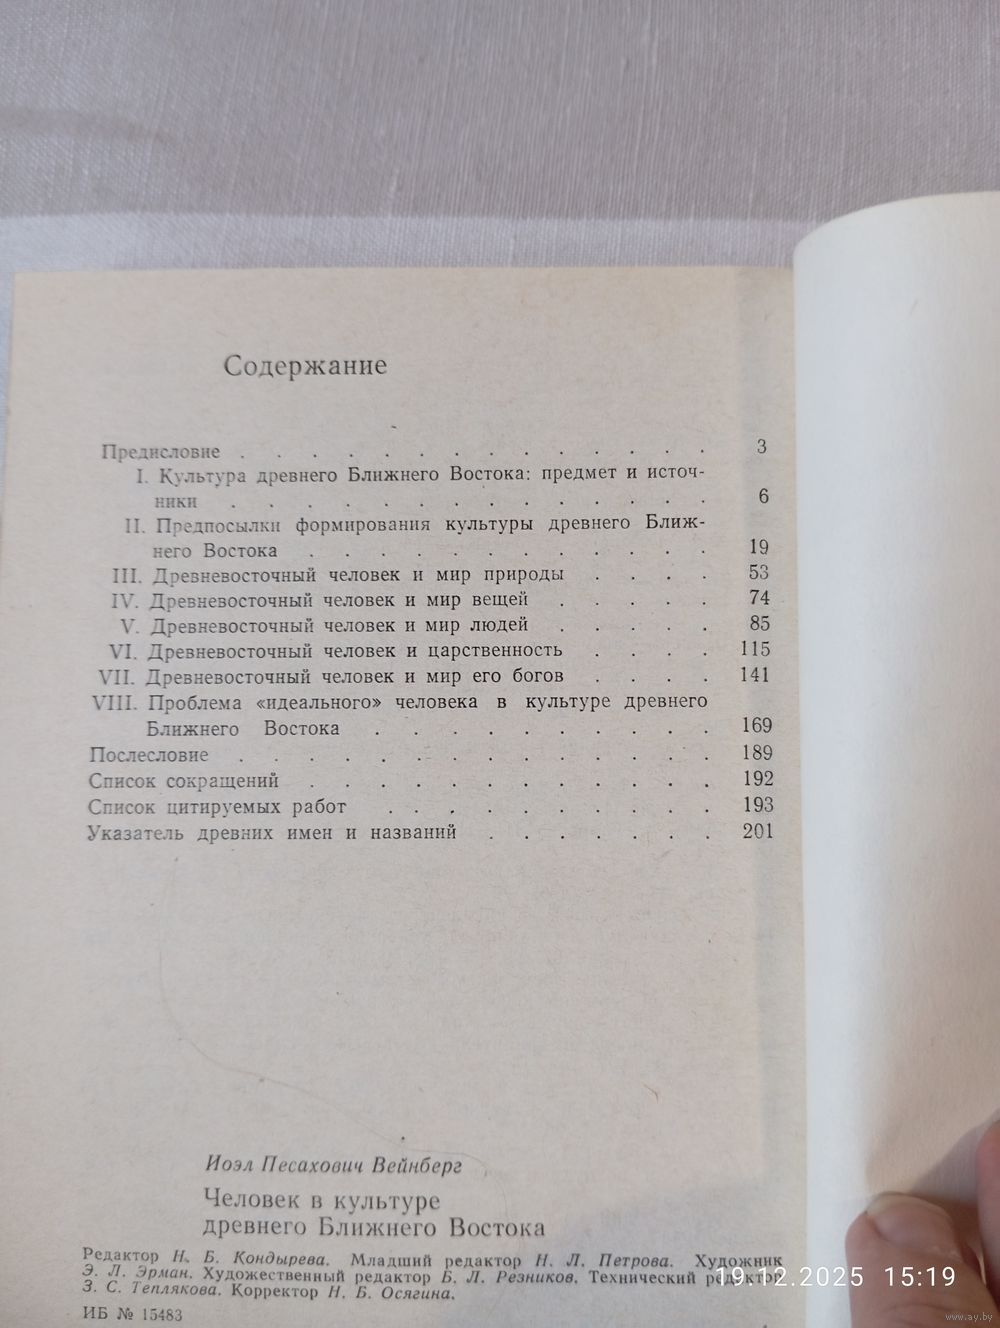 Содержание
Предисловие . . . . . . . . . . . . . 3
I. Культура древнего Ближнего Востока: предмет и источ-
ники . . . . . . . . . . . . . . 6
II. Предпосылки формирования культуры древнего Ближ-
него Востока . . . . . . . . . . . . 19
III. Древневосточный человек и мир природы . . . . 53
IV. Древневосточный человек и мир вещей . . . . . 74
V. Древневосточный человек и мир людей . . . . . 85
VI. Древневосточный человек и царственность . . . . 115
VII. Древневосточный человек и мир его богов . . . . 141
VIII. Проблема «идеального» человека в культуре древнего
Ближнего Востока . . . . . . . . . . 169
Послесловие . . . . . . . . . . . . . . 189
Список сокращений . . . . . . . . . . . . 192
Список цитируемых работ . . . . . . . . . . 193
Указатель древних имен и названий . . . . . . . 201
Иоэл Песахович Вейнберг
Человек в культуре
древнего Ближнего Востока
Редактор Н. Б. Кондырева. Младший редактор Н. Л. Петрова. Художник
Э. Л. Эрман. Художественный редактор Б. Л. Резников. Технический редактор
З. С. Теплякова. Корректор Н. Б. Осягина.
ИБ № 15483
19.12.2025 15:19
www.ay.by